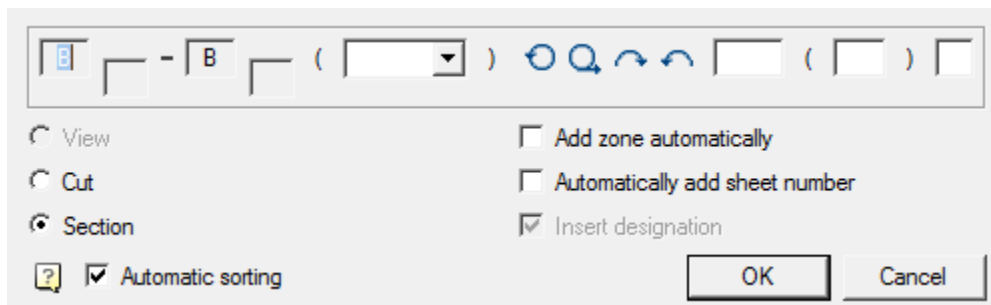 B - B ( ) ( )
View Add zone automatically
Cut Automatically add sheet number
Section Insert designation
? Automatic sorting OK Cancel